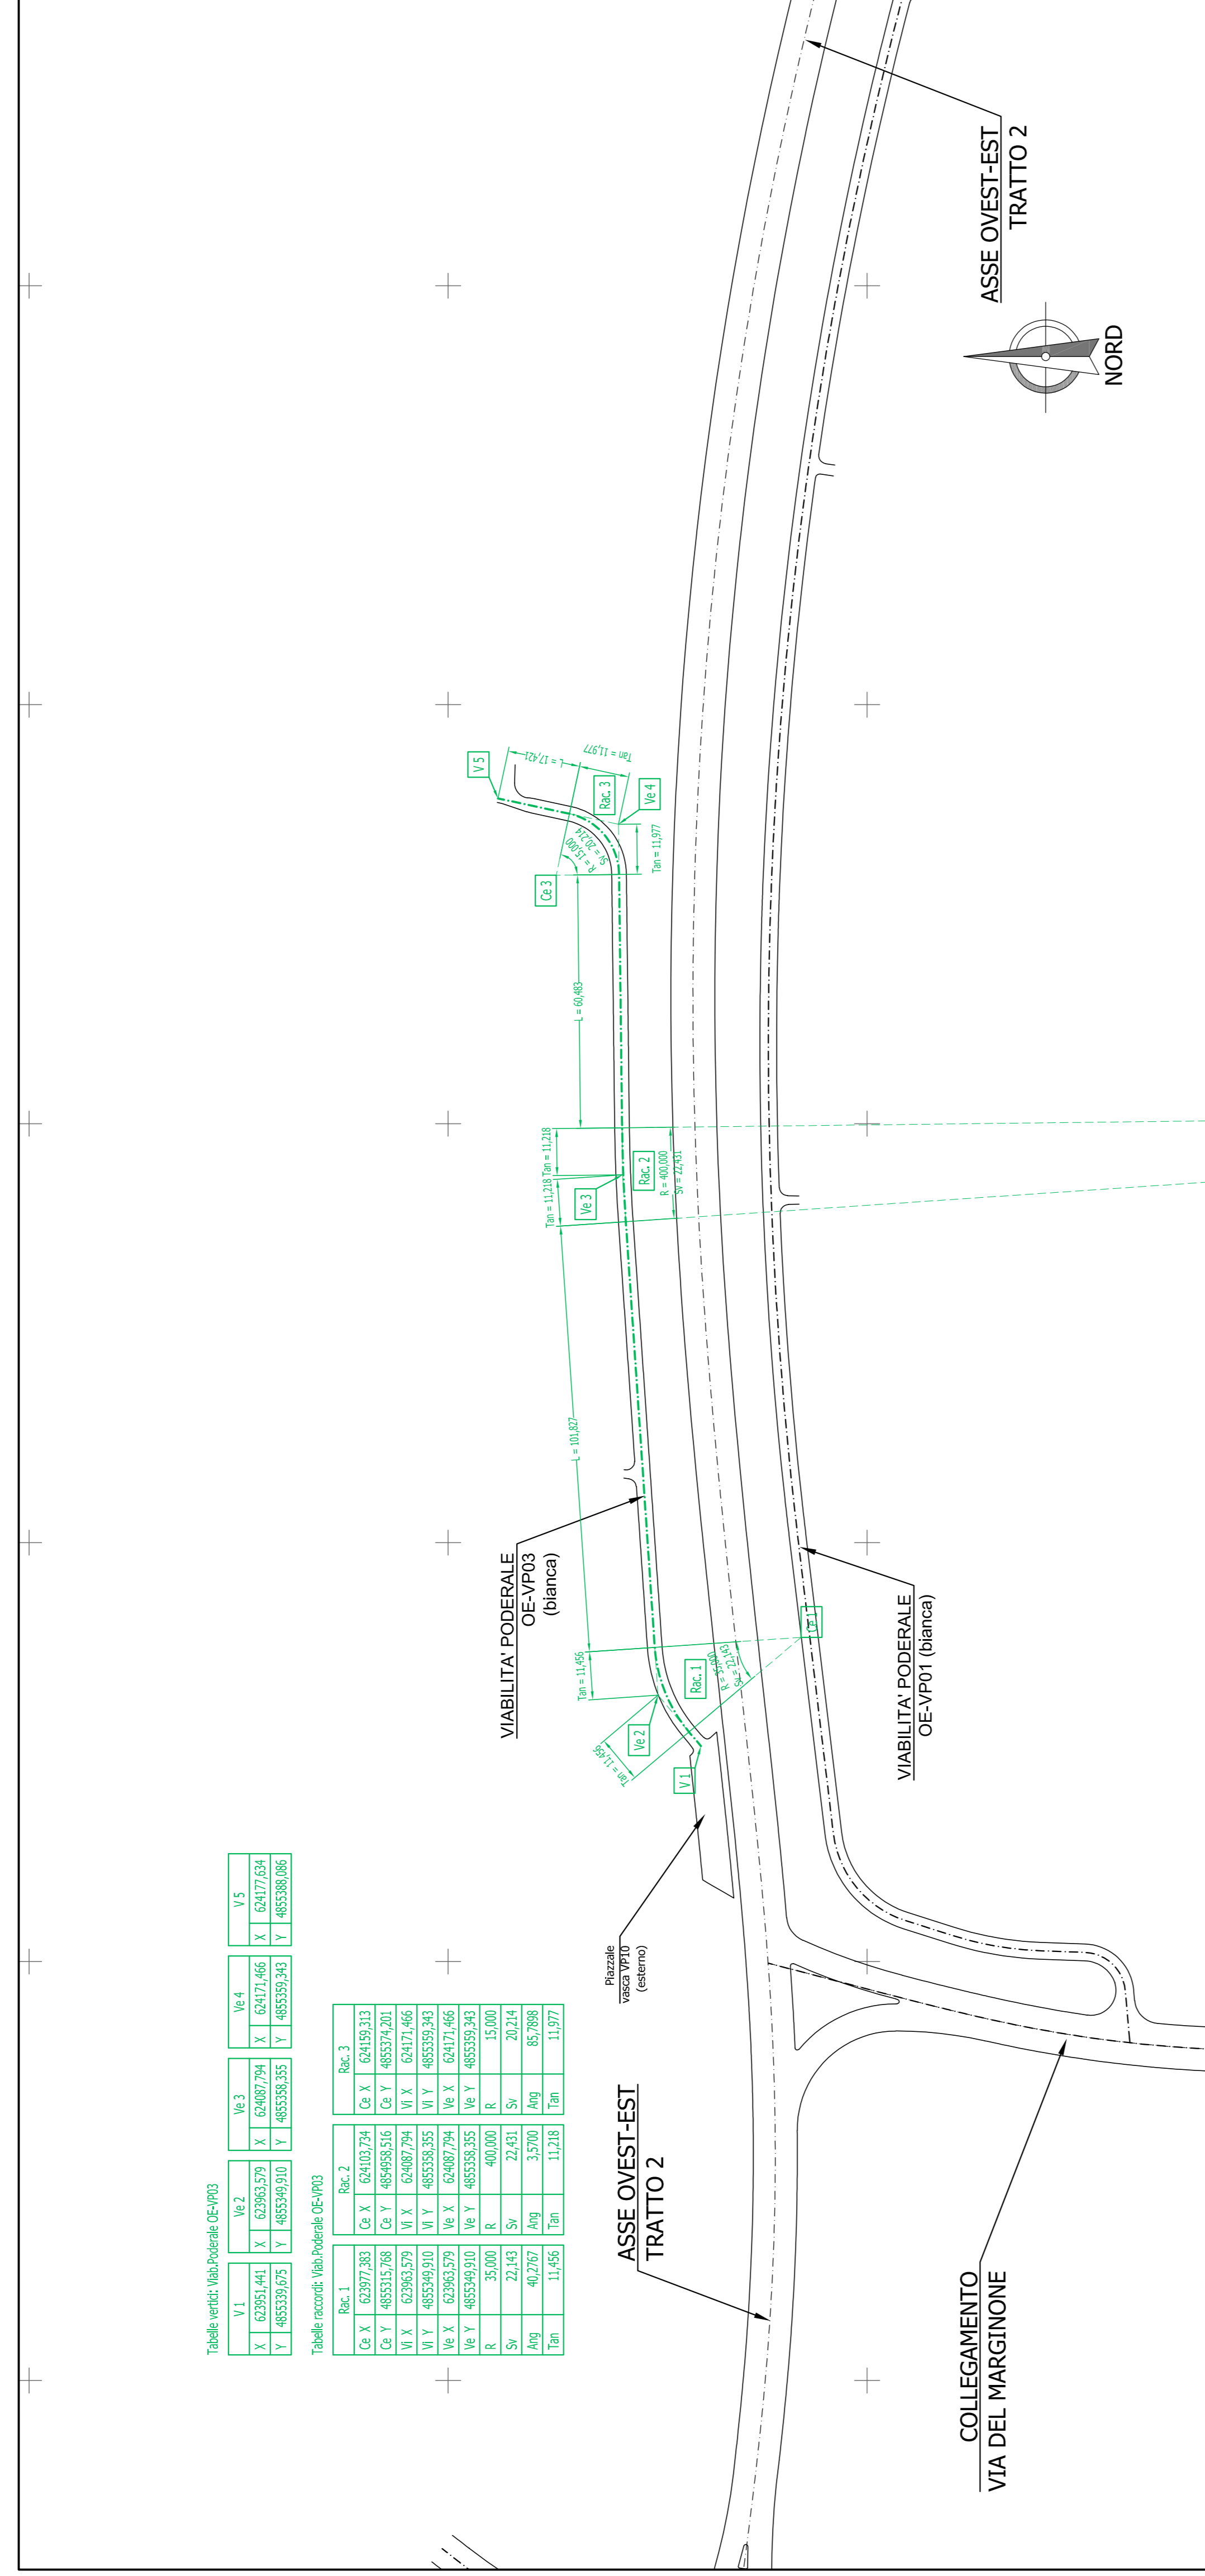 Tabelle vertici: Viab.Poderale OE-VP03
V 1
X 623951,441
Y 4855339,675
Ve 2
X 623963,579
Y 4855349,910
Ve 3
X 624087,794
Y 4855358,355
Ve 4
X 624171,466
Y 4855359,343
V 5
X 624177,634
Y 4855388,086
Tabelle raccordi: Viab.Poderale OE-VP03
Rac. 1
Ce X 623977,383
Ce Y 4855315,768
Vi X 623963,579
Vi Y 4855349,910
Ve X 623963,579
Ve Y 4855349,910
R 35,000
Sv 22,143
Ang 40,2767
Tan 11,456
Rac. 2
Ce X 624103,734
Ce Y 4854958,516
Vi X 624087,794
Vi Y 4855358,355
Ve X 624087,794
Ve Y 4855358,355
R 400,000
Sv 22,431
Ang 3,5700
Tan 11,218
Rac. 3
Ce X 624159,313
Ce Y 4855374,201
Vi X 624171,466
Vi Y 4855359,343
Ve X 624171,466
Ve Y 4855359,343
R 15,000
Sv 20,214
Ang 85,7898
Tan 11,977
VIABILITA' PODERALE
OE-VP03
(bianca)
Piazzale
vasca VP10
(esterno)
V 1
Ve 2
Tan = 11,456
Tan = 11,456
Rac. 1
R = 35,000
Sv = 22,143
Ce 1
L = 101,827
Tan = 11,218
Tan = 11,218
Ve 3
Rac. 2
R = 400,000
Sv = 22,431
L = 60,483
Ce 3
R = 15,000
Sv = 20,214
Rac. 3
Ve 4
Tan = 11,977
Tan = 11,977
L = 17,421
V 5
ASSE OVEST-EST
TRATTO 2
COLLEGAMENTO
VIA DEL MARGINONE
VIABILITA' PODERALE
OE-VP01 (bianca)
ASSE OVEST-EST
TRATTO 2
NORD